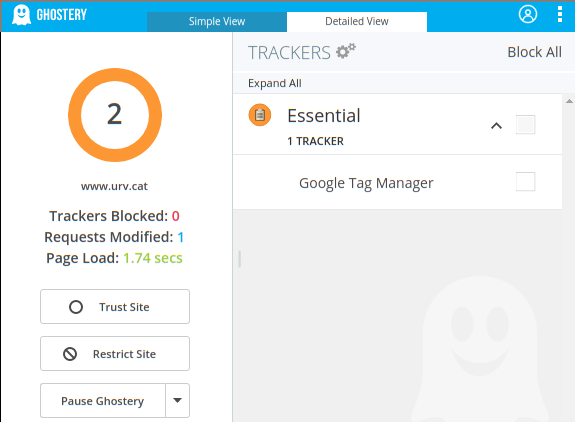 GHOSTERY
Simple View
Detailed View
2
www.urv.cat
Trackers Blocked: 0
Requests Modified: 1
Page Load: 1.74 secs
Trust Site
Restrict Site
Pause Ghostery
TRACKERS
Block All
Expand All
Essential
1 TRACKER
Google Tag Manager